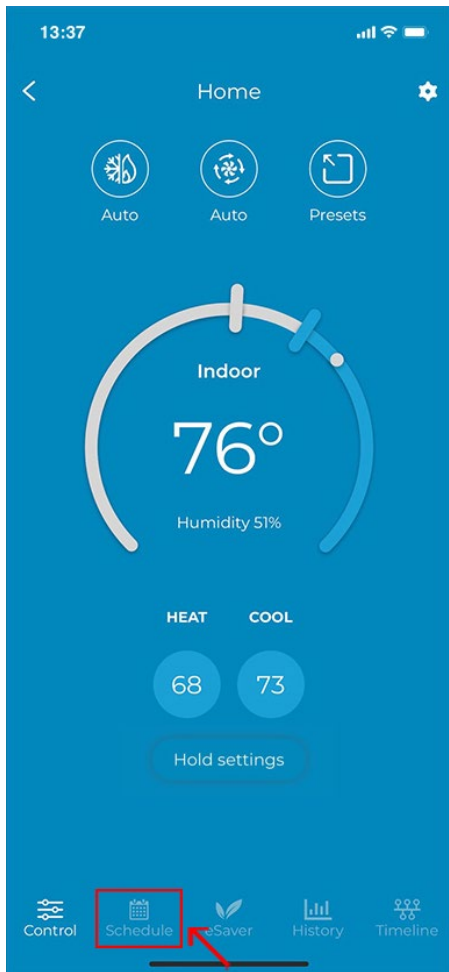 13:37
Home
Auto
Auto
Presets
Indoor
76°
Humidity 51%
HEAT COOL
68 73
Hold settings
Control Schedule eSaver History Timeline